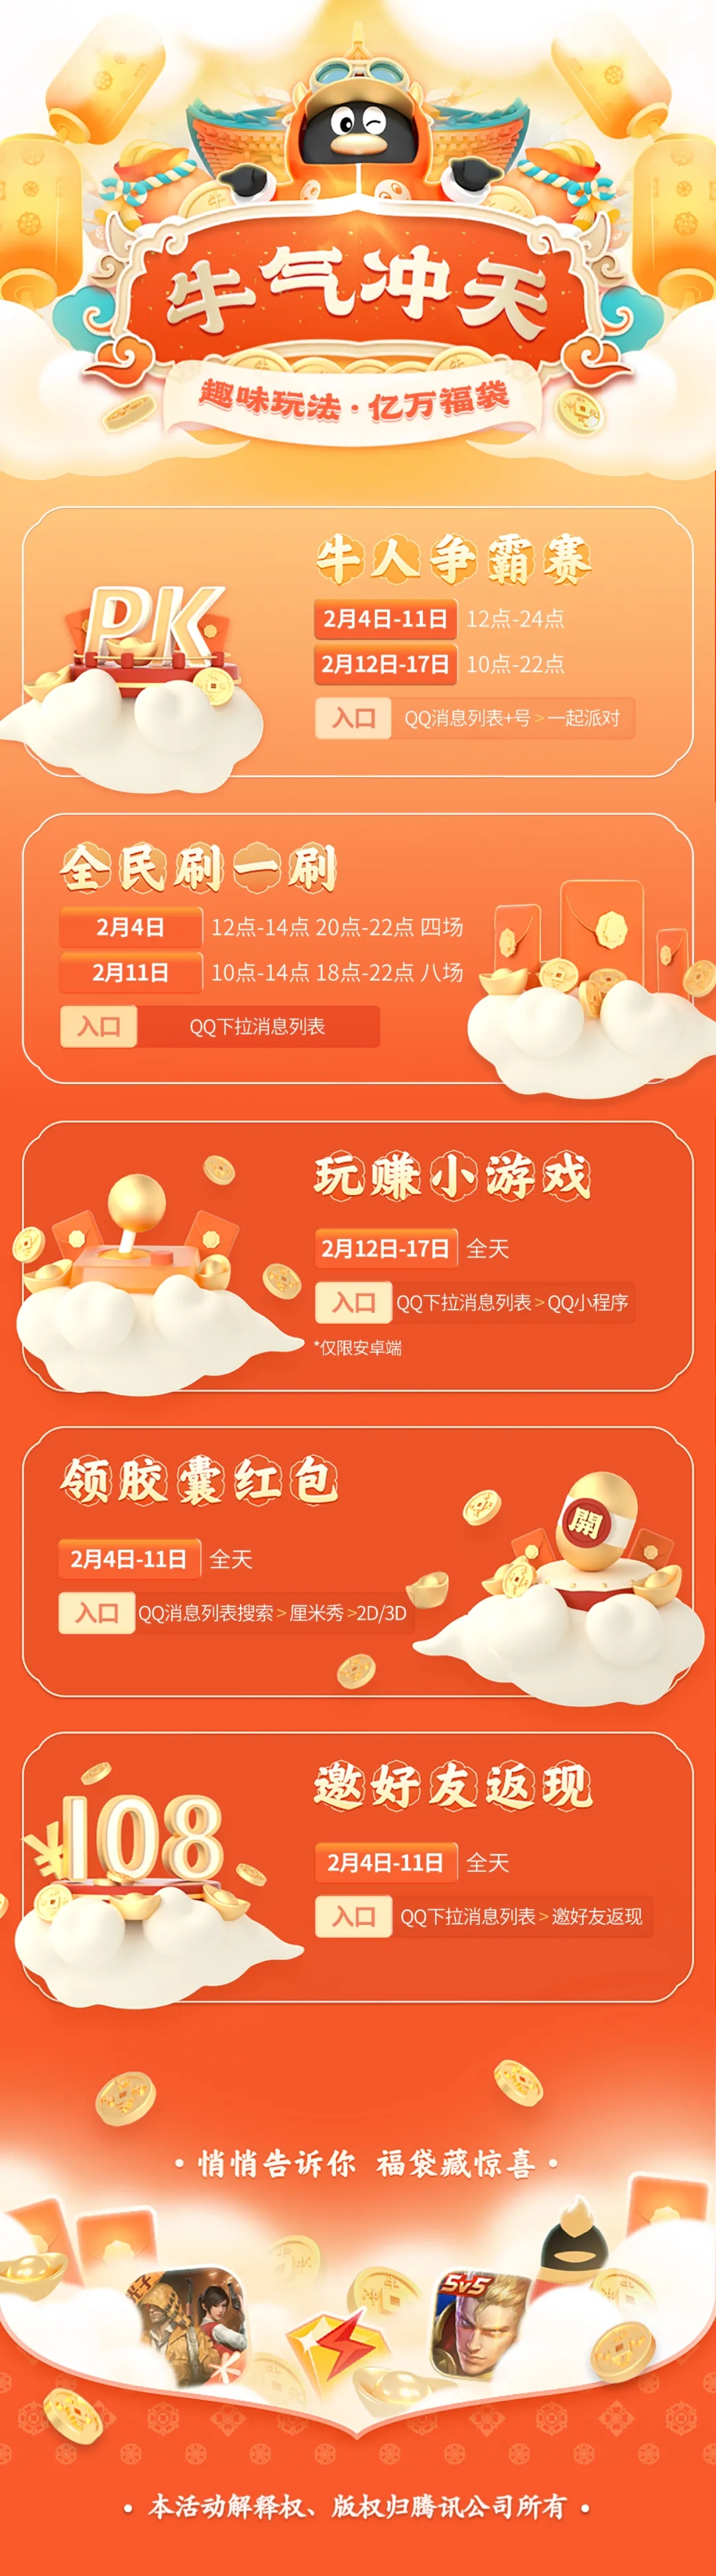 牛气冲天
趣味玩法·亿万福袋
PK
牛人争霸赛
2月4日-11日 12点-24点
2月12日-17日 10点-22点
入口 QQ消息列表+号>一起派对
全民刷一刷
2月4日 12点-14点 20点-22点 四场
2月11日 10点-14点 18点-22点 八场
入口 QQ下拉消息列表
玩赚小游戏
2月12日-17日 全天
入口 QQ下拉消息列表>QQ小程序
*仅限安卓端
领胶囊红包
2月4日-11日 全天
入口 QQ消息列表搜索>厘米秀>2D/3D
開
¥108
邀好友返现
2月4日-11日 全天
入口 QQ下拉消息列表>邀好友返现
·悄悄告诉你 福袋藏惊喜·
5v5
·本活动解释权、版权归腾讯公司所有·